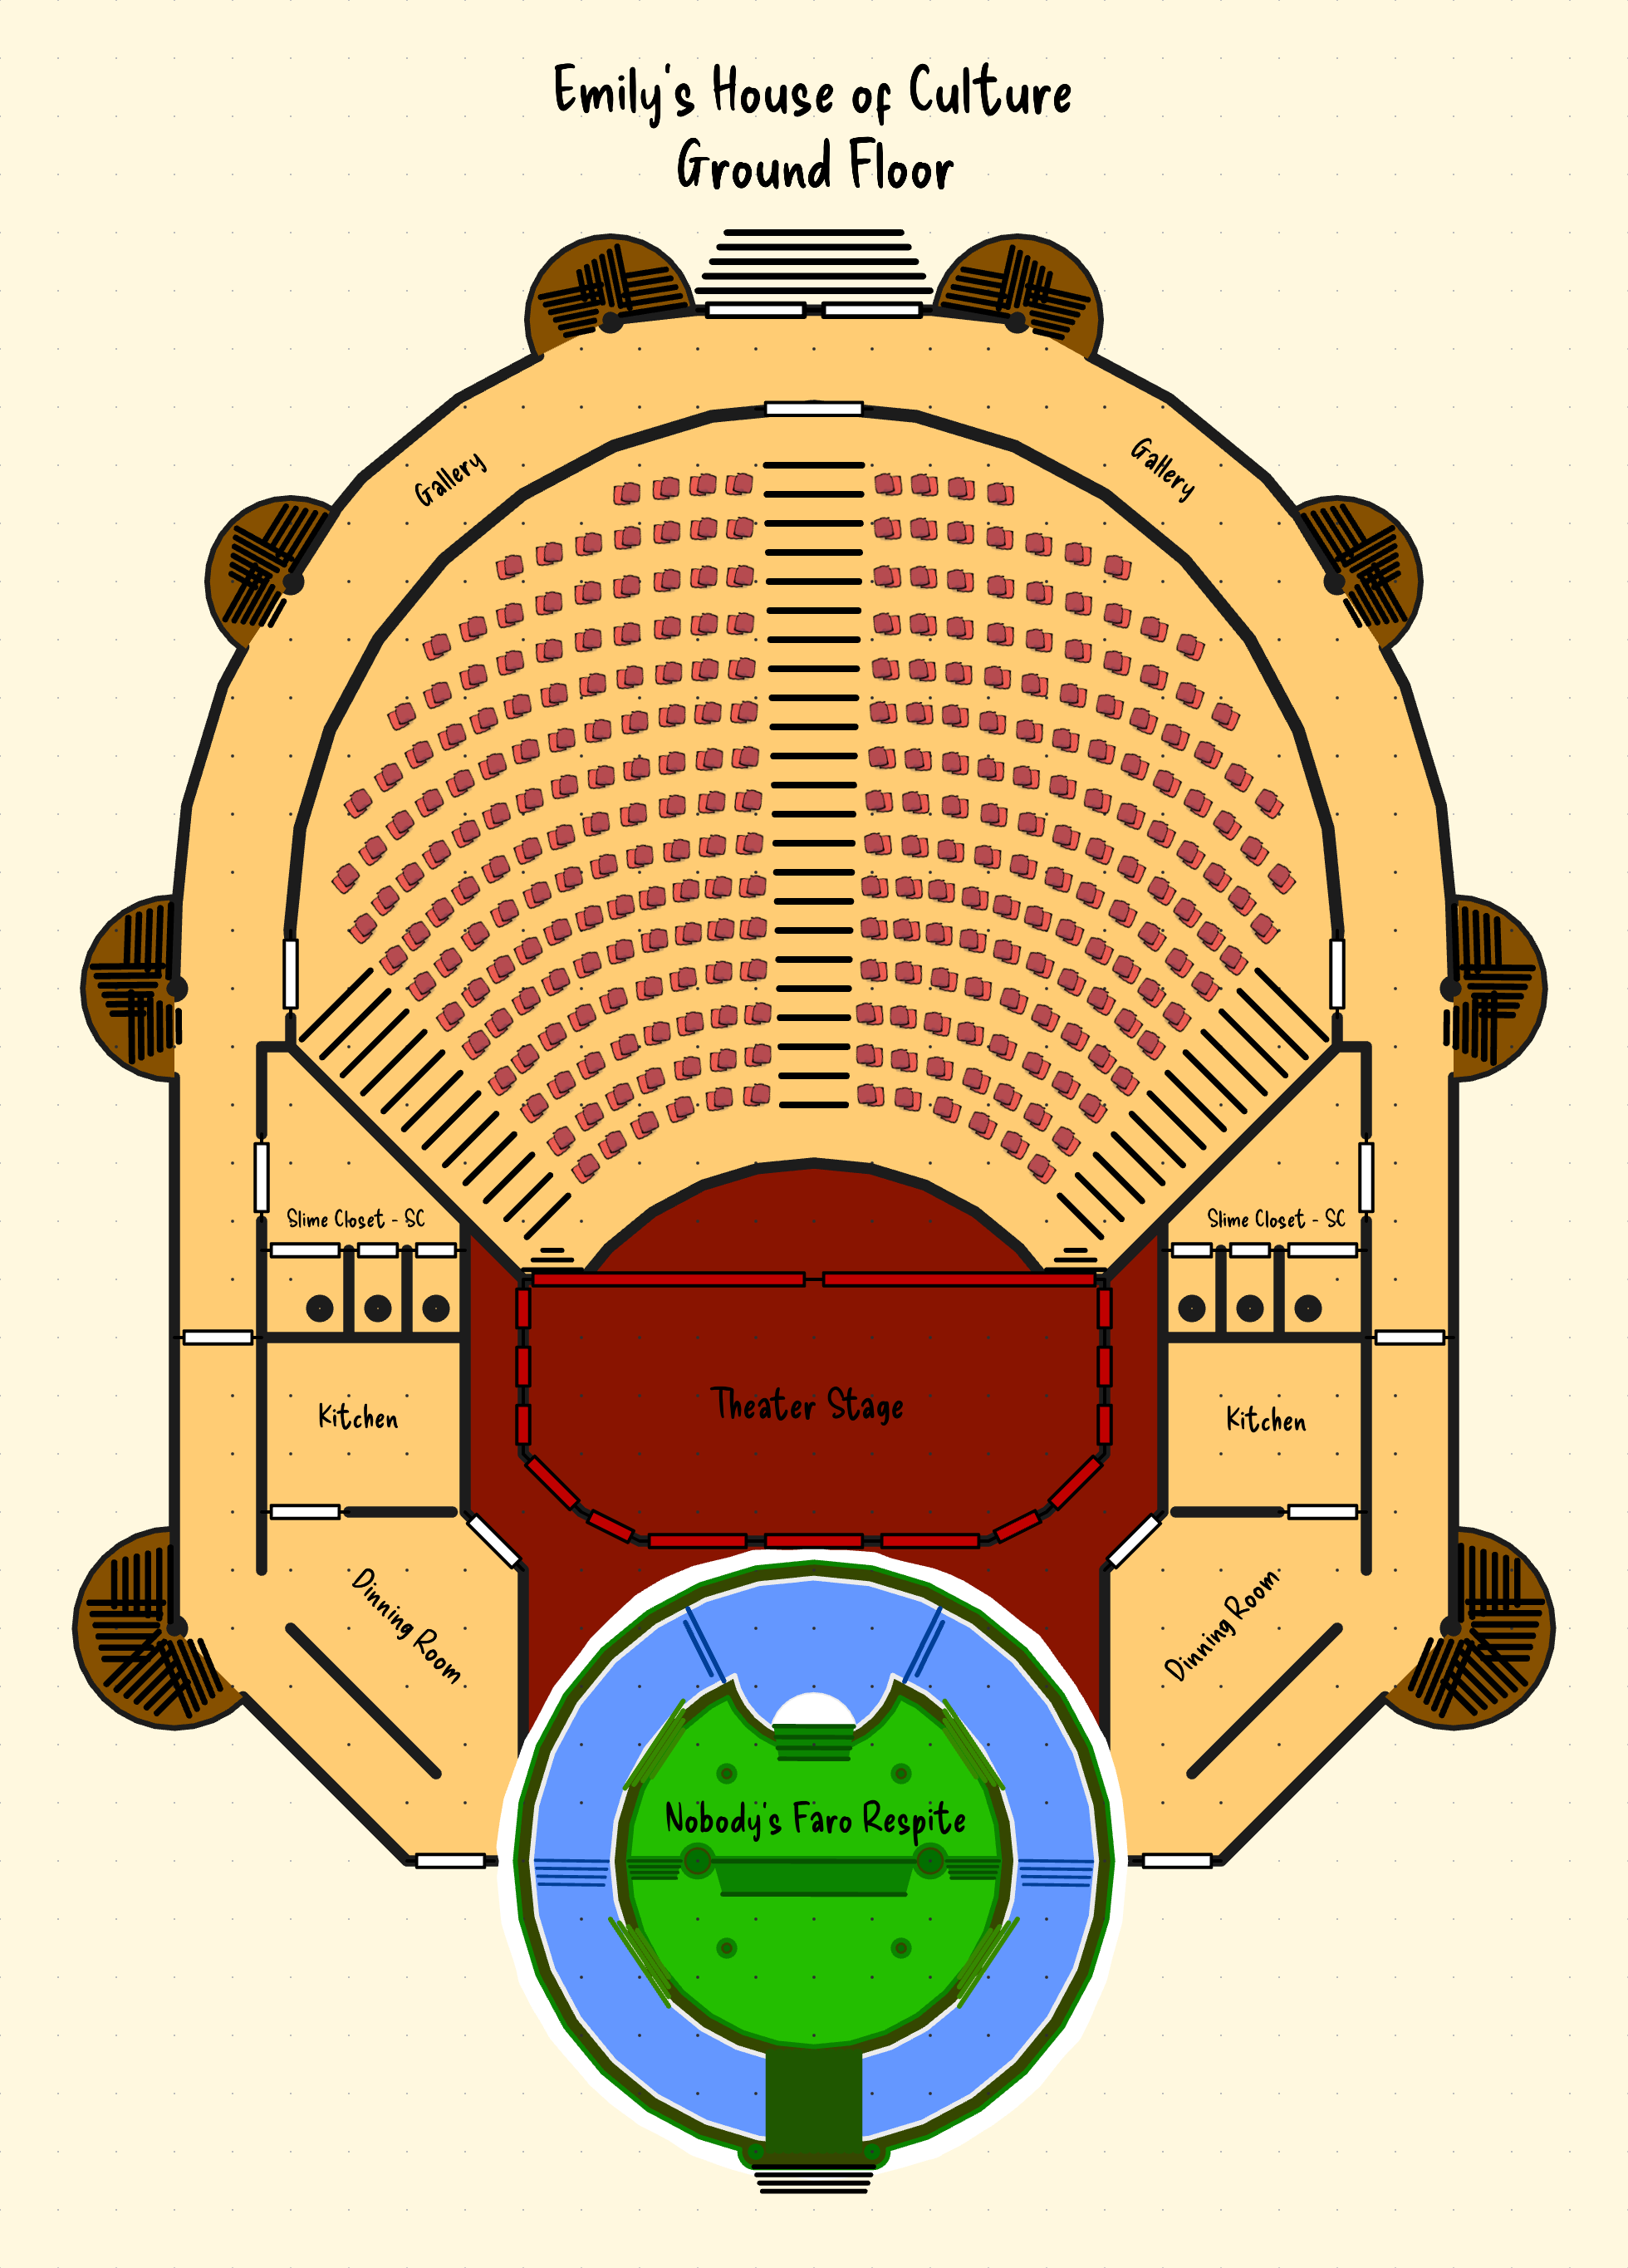 Emily's House of Culture
Ground Floor
Gallery
Gallery
Slime Closet - SC
Slime Closet - SC
Theater Stage
Kitchen
Kitchen
Dinning Room
Dinning Room
Nobody's Faro Respite